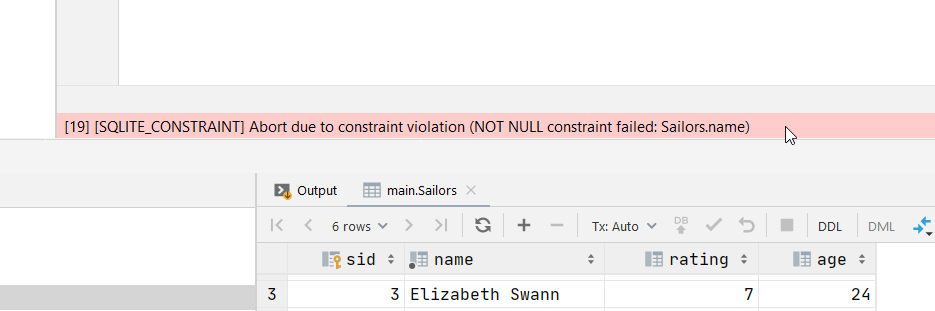 [19] [SQLITE_CONSTRAINT] Abort due to constraint violation (NOT NULL constraint failed: Sailors.name)
Output main.Sailors
6 rows Tx: Auto DB DDL DML
sid name rating age
3 3 Elizabeth Swann 7 24